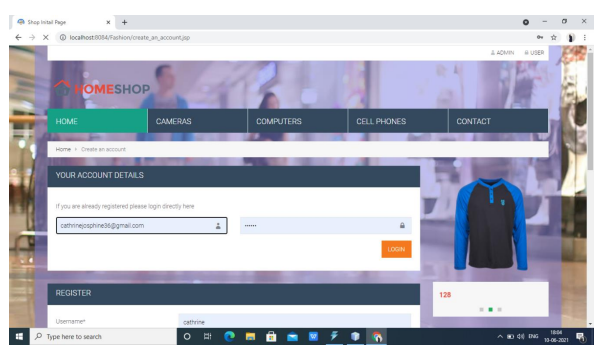 Shop Initail Page
localhost:8084/Fashion/create_an_account.jsp
ADMIN USER
HOMESHOP
HOME CAMERAS COMPUTERS CELL PHONES CONTACT
Home > Create an account
YOUR ACCOUNT DETAILS
If you are already registered please login directly here
cathrinejosphine36@gmail.com ••••••
LOGIN
REGISTER
128
Username* cathrine
Type here to search
ENG
18:04
10-06-2021